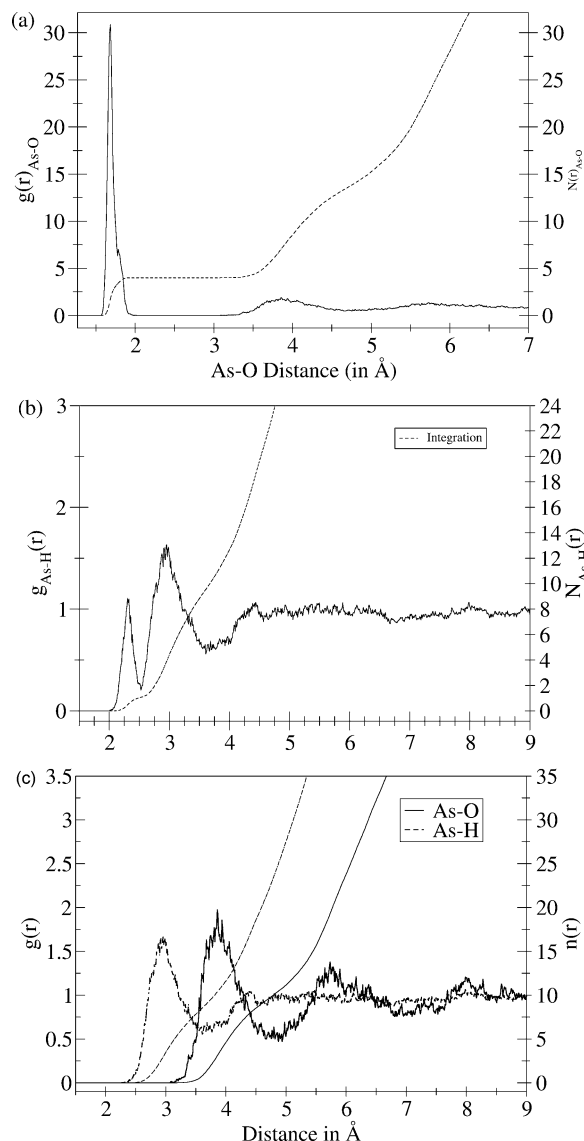 (a)
30
25
20
15
10
5
0
g(r)As-O
30
25
20
15
10
5
0
N(r)As-O
2 3 4 5 6 7
As-O Distance (in Å)
(b)
3
2
1
0
gAs-H(r)
Integration
24
22
20
18
16
14
12
10
8
6
4
2
0
NAs-H(r)
2 3 4 5 6 7 8 9
(c)
3.5
3
2.5
2
1.5
1
0.5
0
g(r)
As-O
As-H
35
30
25
20
15
10
5
0
n(r)
2 3 4 5 6 7 8 9
Distance in Å